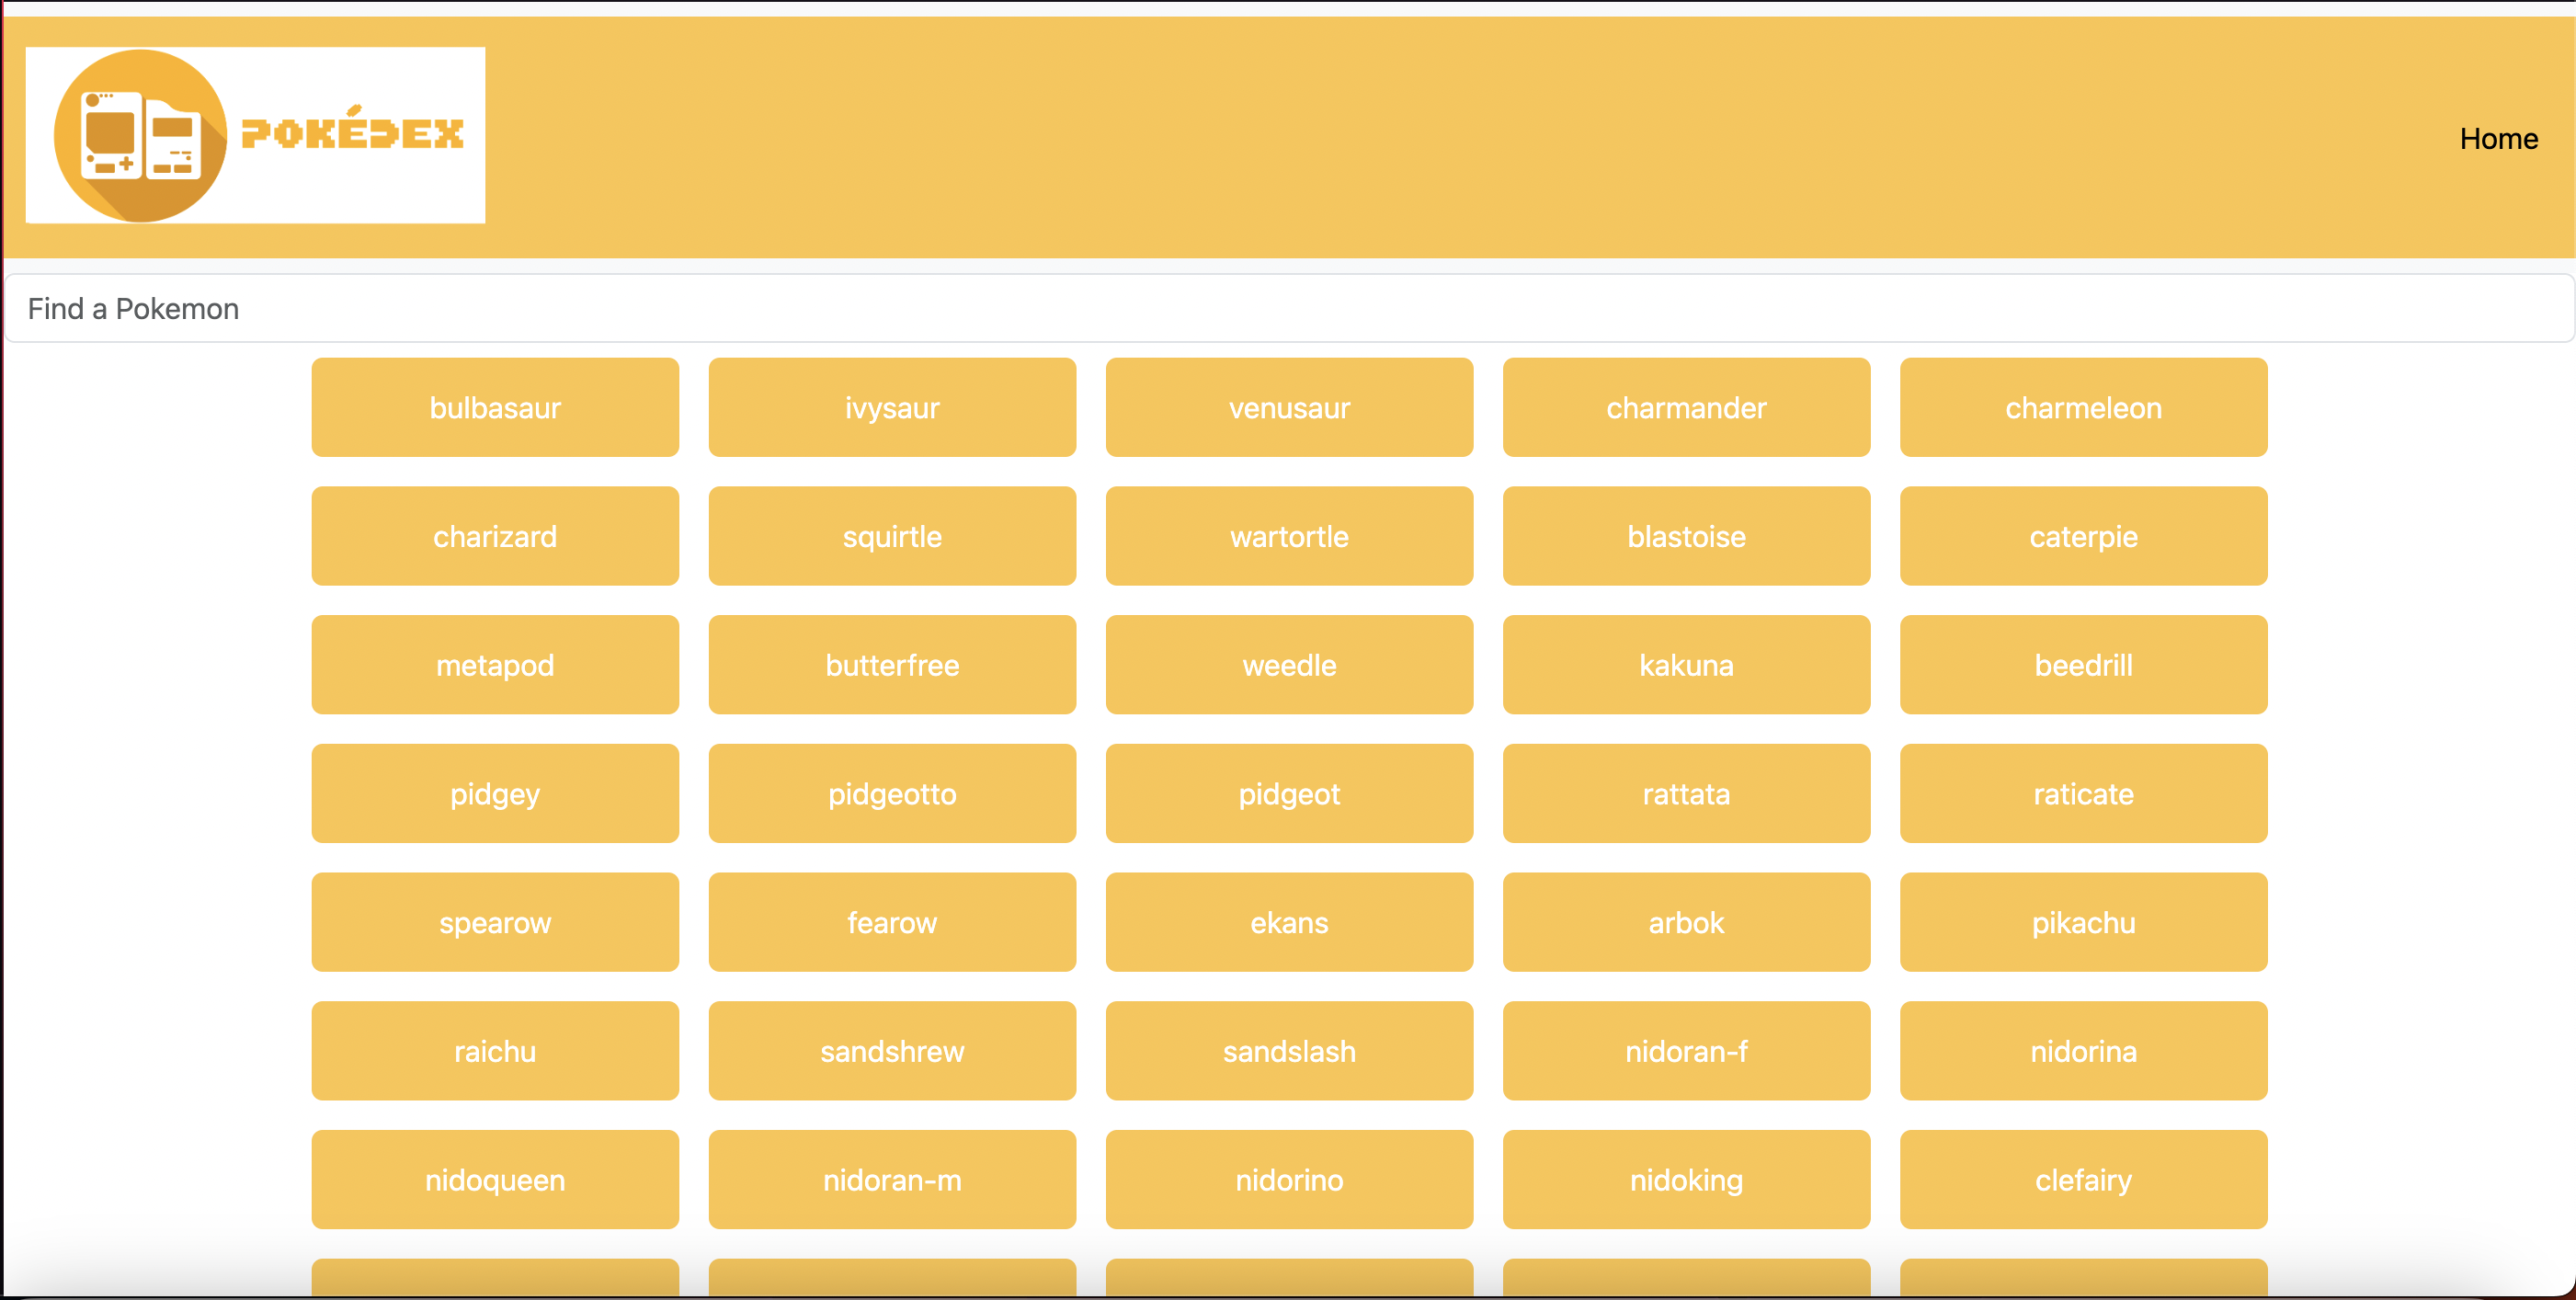 POKÉDEX
Home
Find a Pokemon
bulbasaur ivysaur venusaur charmander charmeleon
charizard squirtle wartortle blastoise caterpie
metapod butterfree weedle kakuna beedrill
pidgey pidgeotto pidgeot rattata raticate
spearow fearow ekans arbok pikachu
raichu sandshrew sandslash nidoran-f nidorina
nidoqueen nidoran-m nidorino nidoking clefairy